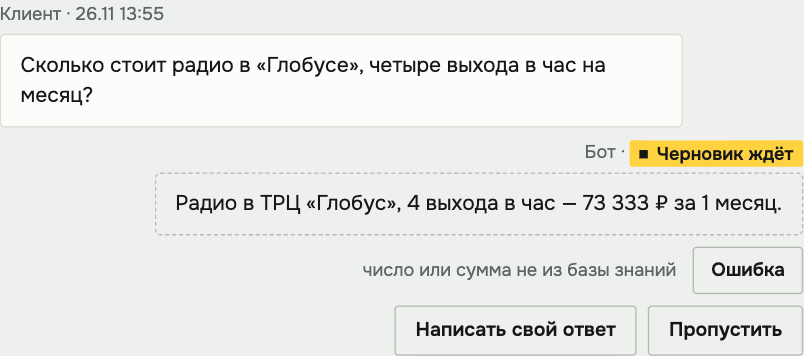 Клиент · 26.11 13:55
Сколько стоит радио в «Глобусе», четыре выхода в час на
месяц?
Бот · ■ Черновик ждёт
Радио в ТРЦ «Глобус», 4 выхода в час — 73 333 ₽ за 1 месяц.
число или сумма не из базы знаний Ошибка
Написать свой ответ Пропустить